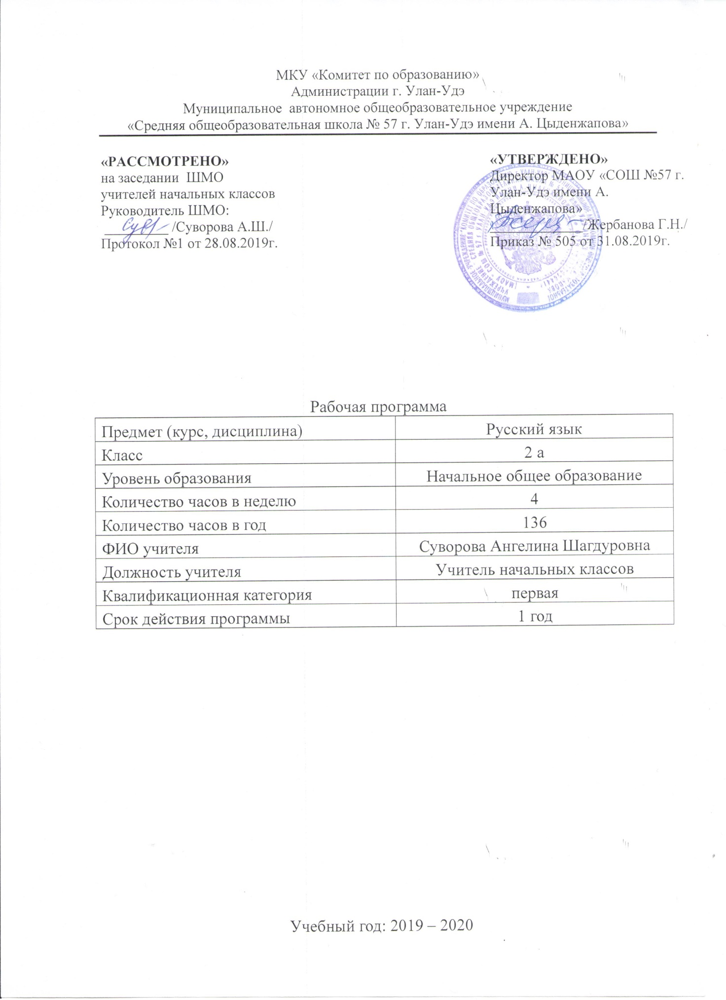 МКУ «Комитет по образованию»
Администрации г. Улан-Удэ
Муниципальное автономное общеобразовательное учреждение
«Средняя общеобразовательная школа № 57 г. Улан-Удэ имени А. Цыденжапова»
«РАССМОТРЕНО»
на заседании ШМО
учителей начальных классов
Руководитель ШМО:
/Суворова А.Ш./
Протокол №1 от 28.08.2019г.
«УТВЕРЖДЕНО»
Директор МАОУ «СОШ №57 г.
Улан-Удэ имени А.
Цыденжапова»
/Жербанова Г.Н./
Приказ № 505 от 31.08.2019г.
Рабочая программа
Предмет (курс, дисциплина) Русский язык
Класс 2 а
Уровень образования Начальное общее образование
Количество часов в неделю 4
Количество часов в год 136
ФИО учителя Суворова Ангелина Шагдуровна
Должность учителя Учитель начальных классов
Квалификационная категория первая
Срок действия программы 1 год
Учебный год: 2019 – 2020